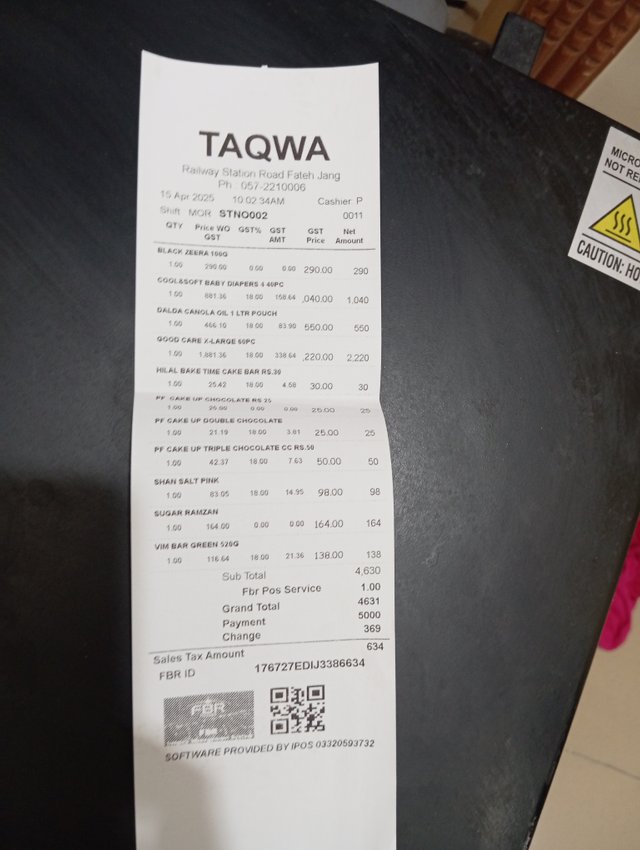 TAQWA
Railway Station Road Fateh Jang
Ph 057-2210006
15 Apr 2025 10:02:34AM Cashier P
Shift MOR STNO002 0011
QTY Price WO GST GST% GST AMT GST Price Net Amount
BLACK ZEERA 100G
1.00 290.00 0.00 0.00 290.00 290
COOL&SOFT BABY DIAPERS 4 40PC
1.00 881.36 18.00 158.64 ,040.00 1,040
DALDA CANOLA OIL 1 LTR POUCH
1.00 466.10 18.00 83.90 550.00 550
GOOD CARE X-LARGE 60PC
1.00 1,881.36 18.00 338.64 ,220.00 2,220
HILAL BAKE TIME CAKE BAR RS.30
1.00 25.42 18.00 4.58 30.00 30
PF CAKE UP CHOCOLATE RS 25
1.00 25.00 0.00 0.00 25.00 25
PF CAKE UP DOUBLE CHOCOLATE
1.00 21.19 18.00 3.81 25.00 25
PF CAKE UP TRIPLE CHOCOLATE CC RS.50
1.00 42.37 18.00 7.63 50.00 50
SHAN SALT PINK
1.00 83.05 18.00 14.95 98.00 98
SUGAR RAMZAN
1.00 164.00 0.00 0.00 164.00 164
VIM BAR GREEN 520G
1.00 116.64 18.00 21.36 138.00 138
Sub Total 4,630
Fbr Pos Service 1.00
Grand Total 4631
Payment 5000
Change 369
Sales Tax Amount 634
FBR ID 176727EDIJ3386634
FBR
SOFTWARE PROVIDED BY IPOS 03320593732
MICRO
NOT RE
CAUTION: HO